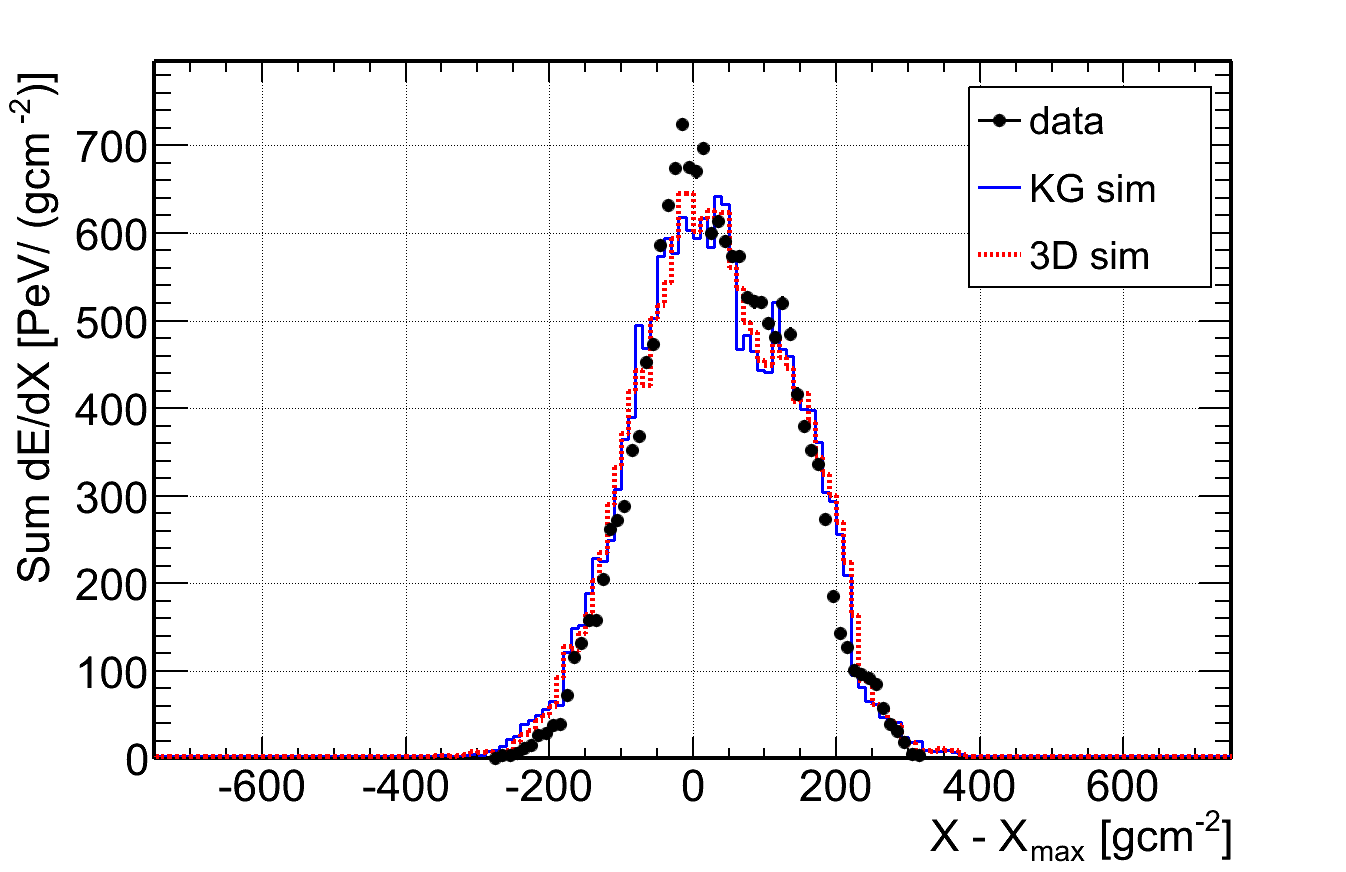 Sum dE/dX [PeV/ (gcm⁻²)]
700
600
500
400
300
200
100
0
-600 -400 -200 0 200 400 600
X - Xmax [gcm⁻²]
data
KG sim
3D sim